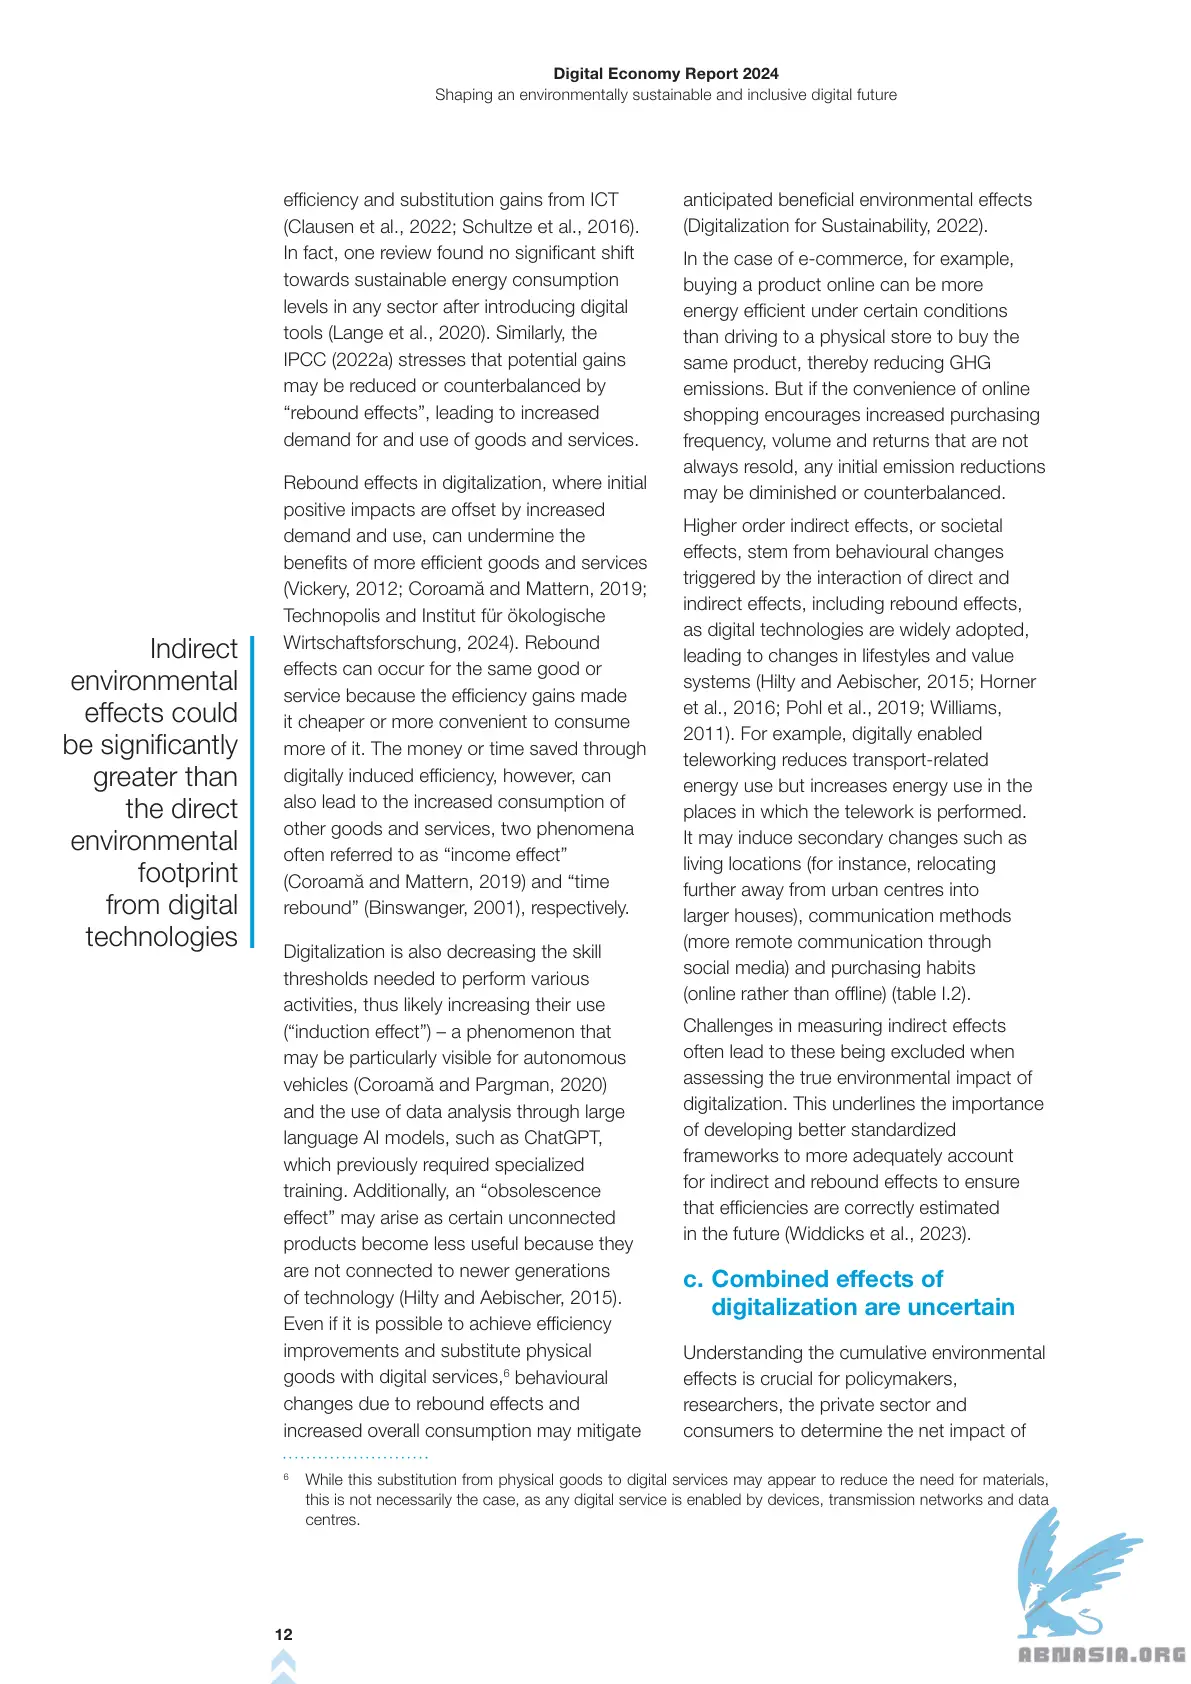 Digital Economy Report 2024
Shaping an environmentally sustainable and inclusive digital future
efficiency and substitution gains from ICT
(Clausen et al., 2022; Schultze et al., 2016).
In fact, one review found no significant shift
towards sustainable energy consumption
levels in any sector after introducing digital
tools (Lange et al., 2020). Similarly, the
IPCC (2022a) stresses that potential gains
may be reduced or counterbalanced by
“rebound effects”, leading to increased
demand for and use of goods and services.
Rebound effects in digitalization, where initial
positive impacts are offset by increased
demand and use, can undermine the
benefits of more efficient goods and services
(Vickery, 2012; Coroamă and Mattern, 2019;
Technopolis and Institut für ökologische
Wirtschaftsforschung, 2024). Rebound
effects can occur for the same good or
service because the efficiency gains made
it cheaper or more convenient to consume
more of it. The money or time saved through
digitally induced efficiency, however, can
also lead to the increased consumption of
other goods and services, two phenomena
often referred to as “income effect”
(Coroamă and Mattern, 2019) and “time
rebound” (Binswanger, 2001), respectively.
Digitalization is also decreasing the skill
thresholds needed to perform various
activities, thus likely increasing their use
(“induction effect”) – a phenomenon that
may be particularly visible for autonomous
vehicles (Coroamă and Pargman, 2020)
and the use of data analysis through large
language AI models, such as ChatGPT,
which previously required specialized
training. Additionally, an “obsolescence
effect” may arise as certain unconnected
products become less useful because they
are not connected to newer generations
of technology (Hilty and Aebischer, 2015).
Even if it is possible to achieve efficiency
improvements and substitute physical
goods with digital services,⁶ behavioural
changes due to rebound effects and
increased overall consumption may mitigate
Indirect
environmental
effects could
be significantly
greater than
the direct
environmental
footprint
from digital
technologies
anticipated beneficial environmental effects
(Digitalization for Sustainability, 2022).
In the case of e-commerce, for example,
buying a product online can be more
energy efficient under certain conditions
than driving to a physical store to buy the
same product, thereby reducing GHG
emissions. But if the convenience of online
shopping encourages increased purchasing
frequency, volume and returns that are not
always resold, any initial emission reductions
may be diminished or counterbalanced.
Higher order indirect effects, or societal
effects, stem from behavioural changes
triggered by the interaction of direct and
indirect effects, including rebound effects,
as digital technologies are widely adopted,
leading to changes in lifestyles and value
systems (Hilty and Aebischer, 2015; Horner
et al., 2016; Pohl et al., 2019; Williams,
2011). For example, digitally enabled
teleworking reduces transport-related
energy use but increases energy use in the
places in which the telework is performed.
It may induce secondary changes such as
living locations (for instance, relocating
further away from urban centres into
larger houses), communication methods
(more remote communication through
social media) and purchasing habits
(online rather than offline) (table I.2).
Challenges in measuring indirect effects
often lead to these being excluded when
assessing the true environmental impact of
digitalization. This underlines the importance
of developing better standardized
frameworks to more adequately account
for indirect and rebound effects to ensure
that efficiencies are correctly estimated
in the future (Widdicks et al., 2023).
c. Combined effects of
digitalization are uncertain
Understanding the cumulative environmental
effects is crucial for policymakers,
researchers, the private sector and
consumers to determine the net impact of
⁶ While this substitution from physical goods to digital services may appear to reduce the need for materials,
this is not necessarily the case, as any digital service is enabled by devices, transmission networks and data
centres.
12
ABNASIA.ORG